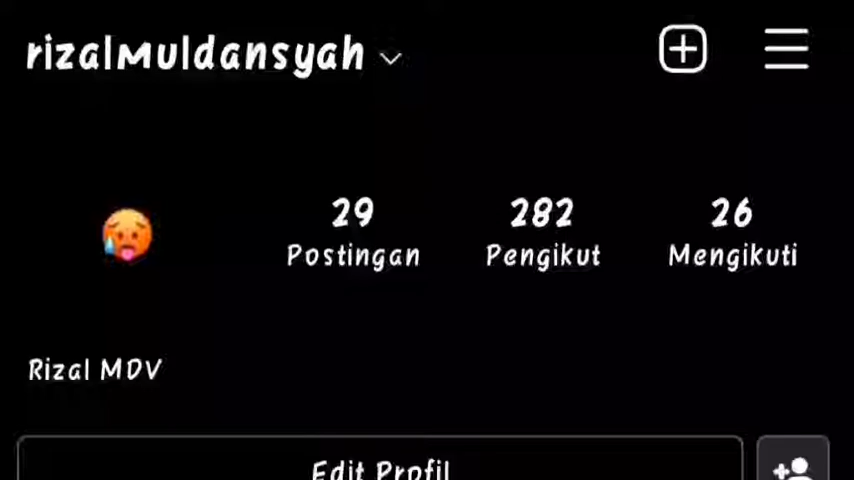 rizalmuldansyah
29 282 26
Postingan Pengikut Mengikuti
Rizal MDV
Edit Profil